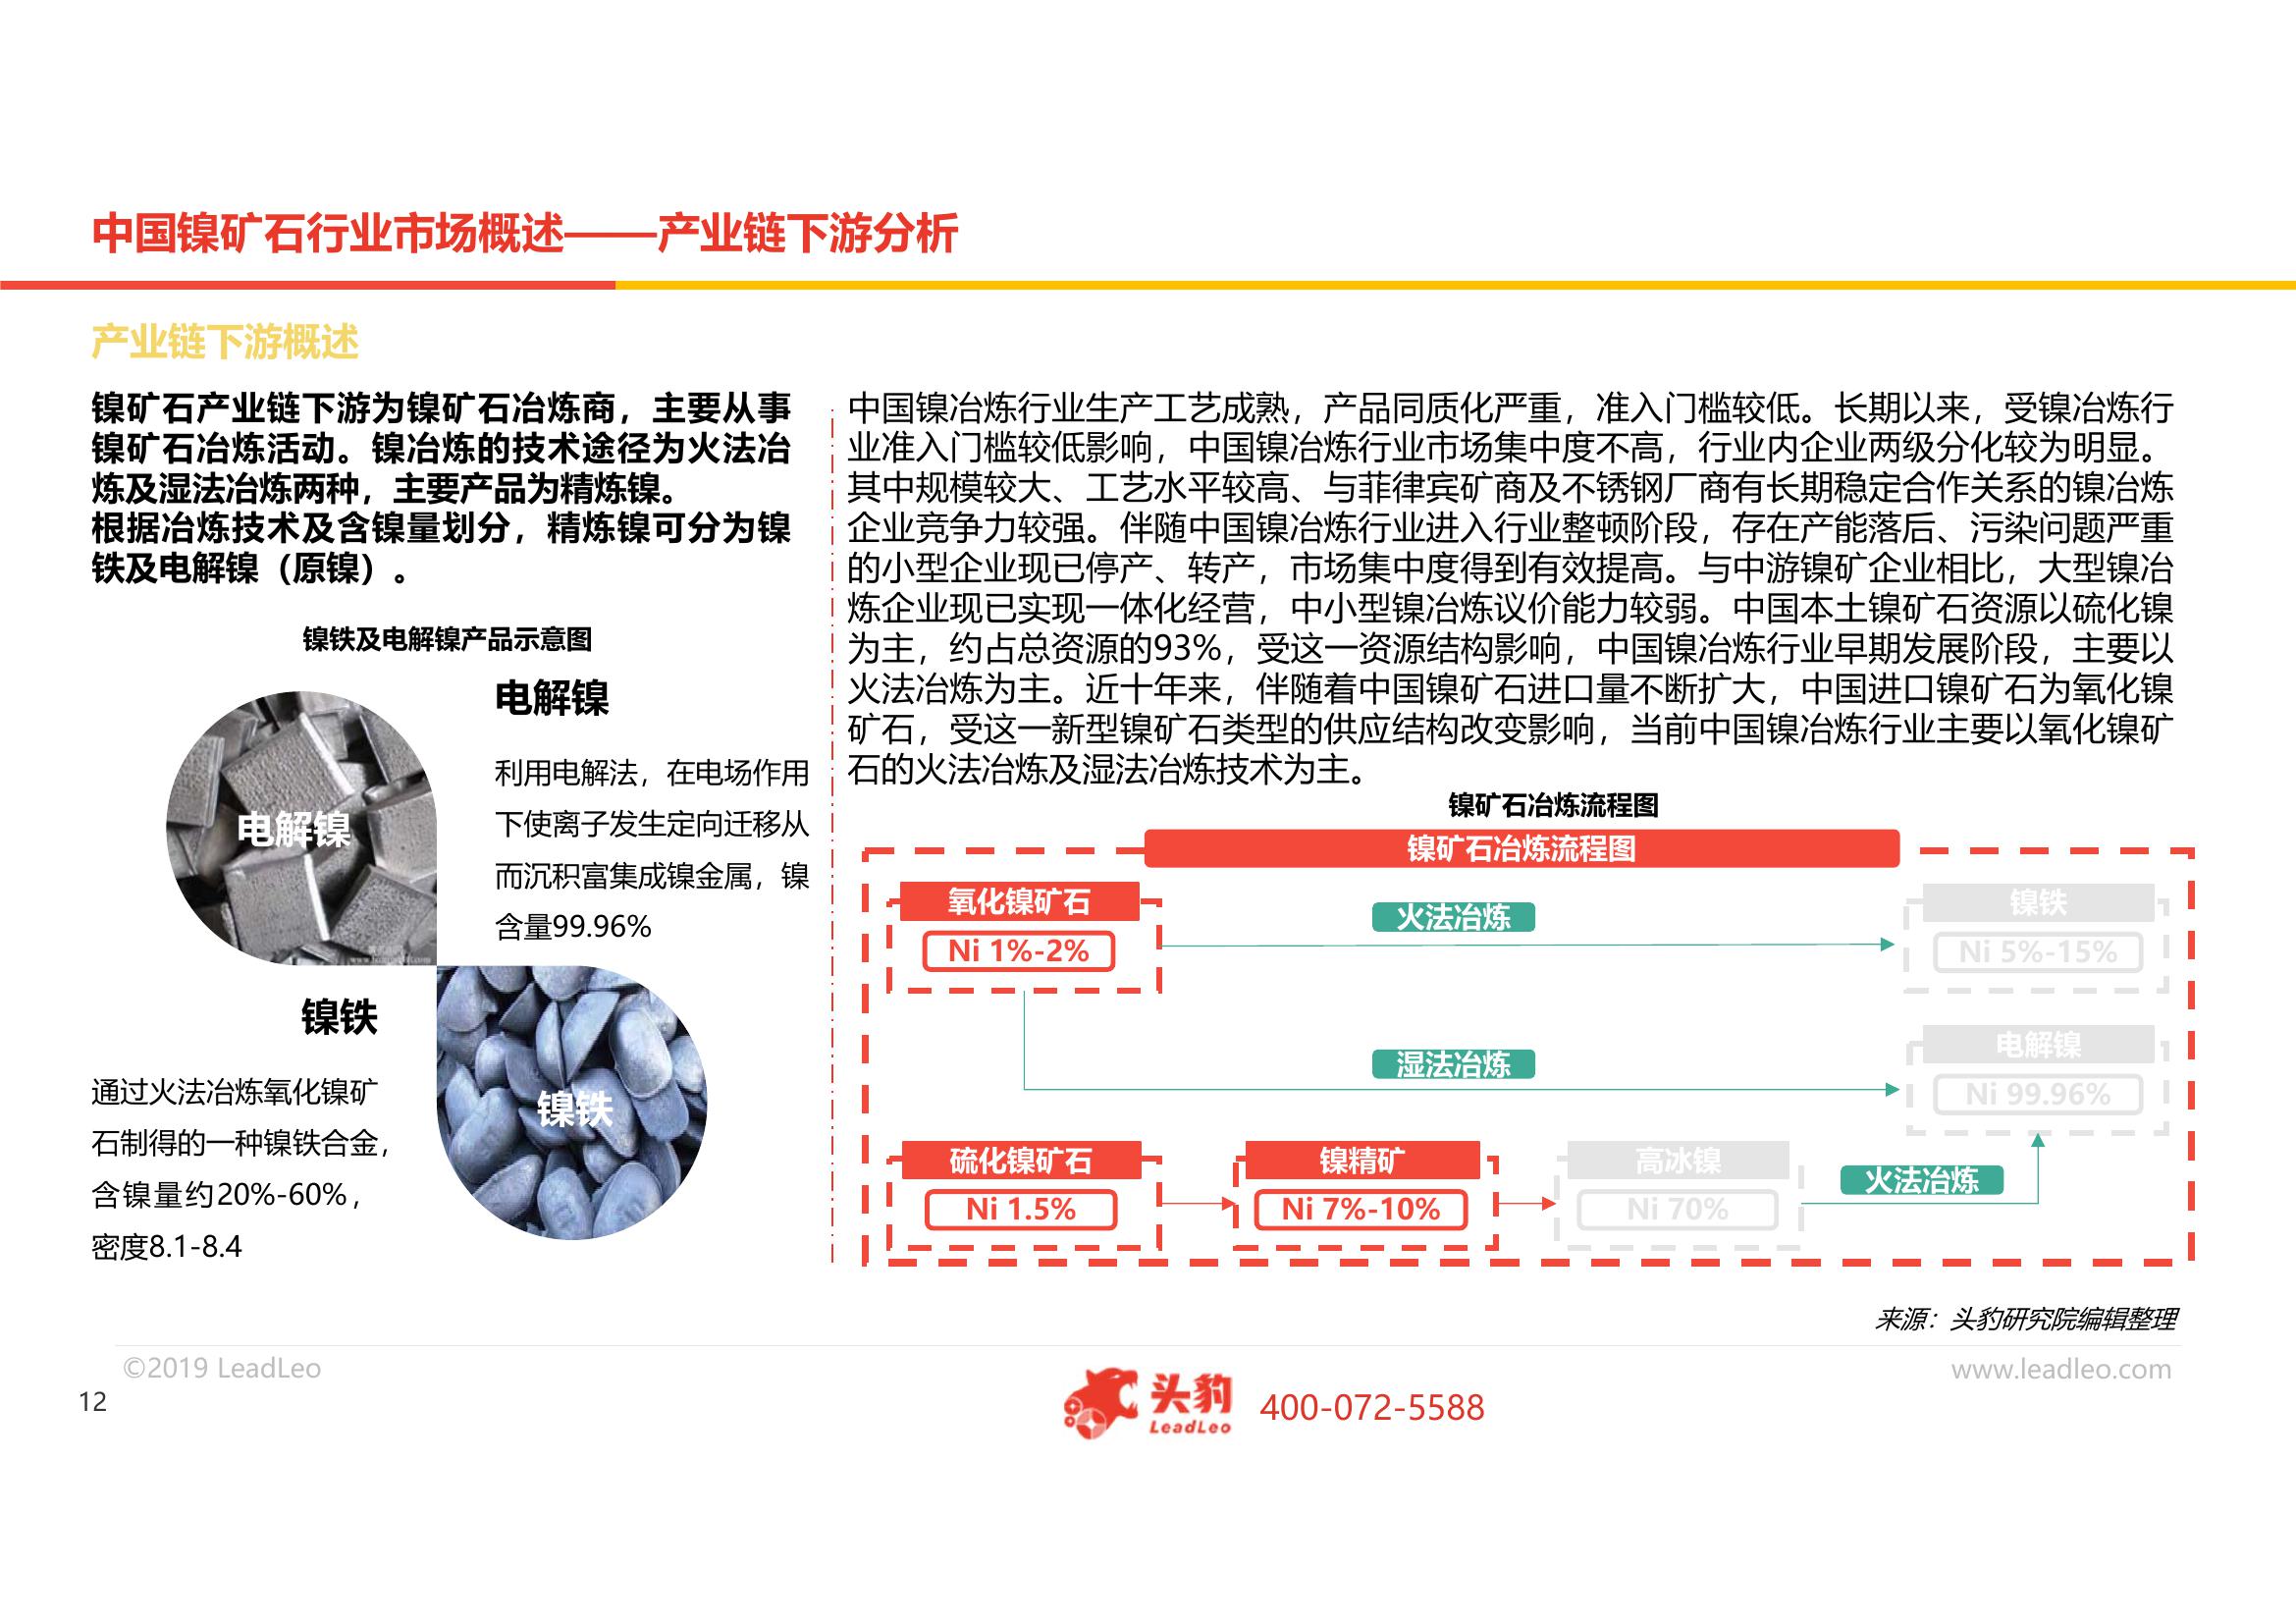 中国镍矿石行业市场概述——产业链下游分析
产业链下游概述
镍矿石产业链下游为镍矿石冶炼商，主要从事
镍矿石冶炼活动。镍冶炼的技术途径为火法冶
炼及湿法冶炼两种，主要产品为精炼镍。
根据冶炼技术及含镍量划分，精炼镍可分为镍
铁及电解镍（原镍）。
镍铁及电解镍产品示意图
电解镍
电解镍
利用电解法，在电场作用
下使离子发生定向迁移从
而沉积富集成镍金属，镍
含量99.96%
镍铁
镍铁
通过火法冶炼氧化镍矿
石制得的一种镍铁合金，
含镍量约20%-60%，
密度8.1-8.4
中国镍冶炼行业生产工艺成熟，产品同质化严重，准入门槛较低。长期以来，受镍冶炼行
业准入门槛较低影响，中国镍冶炼行业市场集中度不高，行业内企业两级分化较为明显。
其中规模较大、工艺水平较高、与菲律宾矿商及不锈钢厂商有长期稳定合作关系的镍冶炼
企业竞争力较强。伴随中国镍冶炼行业进入行业整顿阶段，存在产能落后、污染问题严重
的小型企业现已停产、转产，市场集中度得到有效提高。与中游镍矿企业相比，大型镍冶
炼企业现已实现一体化经营，中小型镍冶炼议价能力较弱。中国本土镍矿石资源以硫化镍
为主，约占总资源的93%，受这一资源结构影响，中国镍冶炼行业早期发展阶段，主要以
火法冶炼为主。近十年来，伴随着中国镍矿石进口量不断扩大，中国进口镍矿石为氧化镍
矿石，受这一新型镍矿石类型的供应结构改变影响，当前中国镍冶炼行业主要以氧化镍矿
石的火法冶炼及湿法冶炼技术为主。
镍矿石冶炼流程图
镍矿石冶炼流程图
氧化镍矿石
Ni 1%-2%
火法冶炼
镍铁
Ni 5%-15%
湿法冶炼
电解镍
Ni 99.96%
硫化镍矿石
Ni 1.5%
镍精矿
Ni 7%-10%
高冰镍
Ni 70%
火法冶炼
来源：头豹研究院编辑整理
©2019 LeadLeo
www.leadleo.com
12
头豹
LeadLeo
400-072-5588